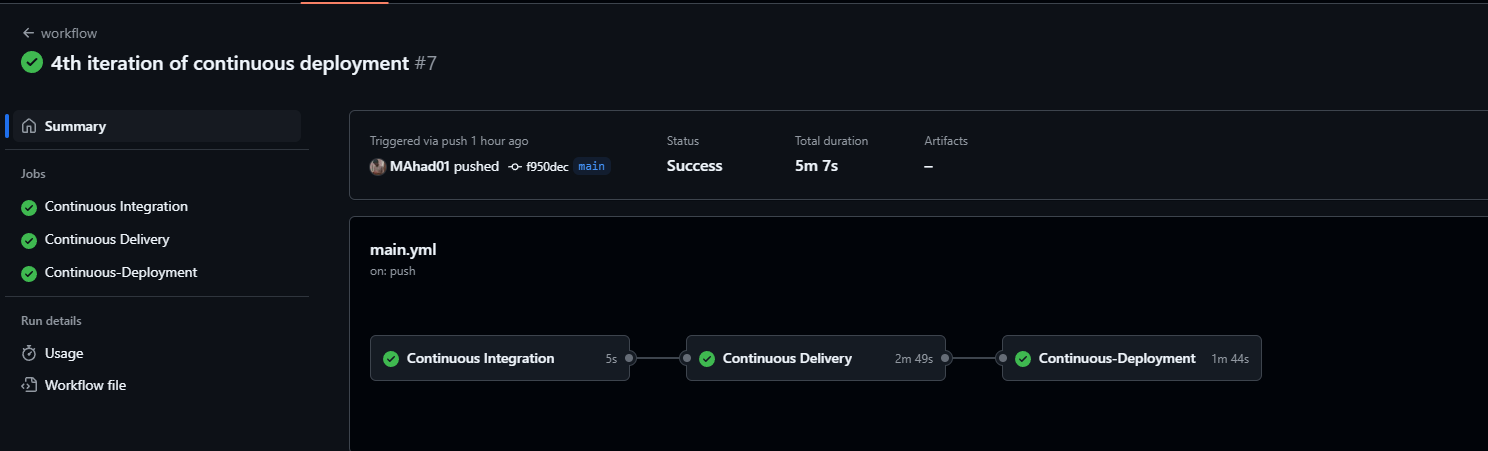 workflow
4th iteration of continuous deployment #7
Summary
Jobs
Continuous Integration
Continuous Delivery
Continuous-Deployment
Run details
Usage
Workflow file
Triggered via push 1 hour ago
MAhad01 pushed f950dec main
Status
Success
Total duration
5m 7s
Artifacts
–
main.yml
on: push
Continuous Integration 5s
Continuous Delivery 2m 49s
Continuous-Deployment 1m 44s